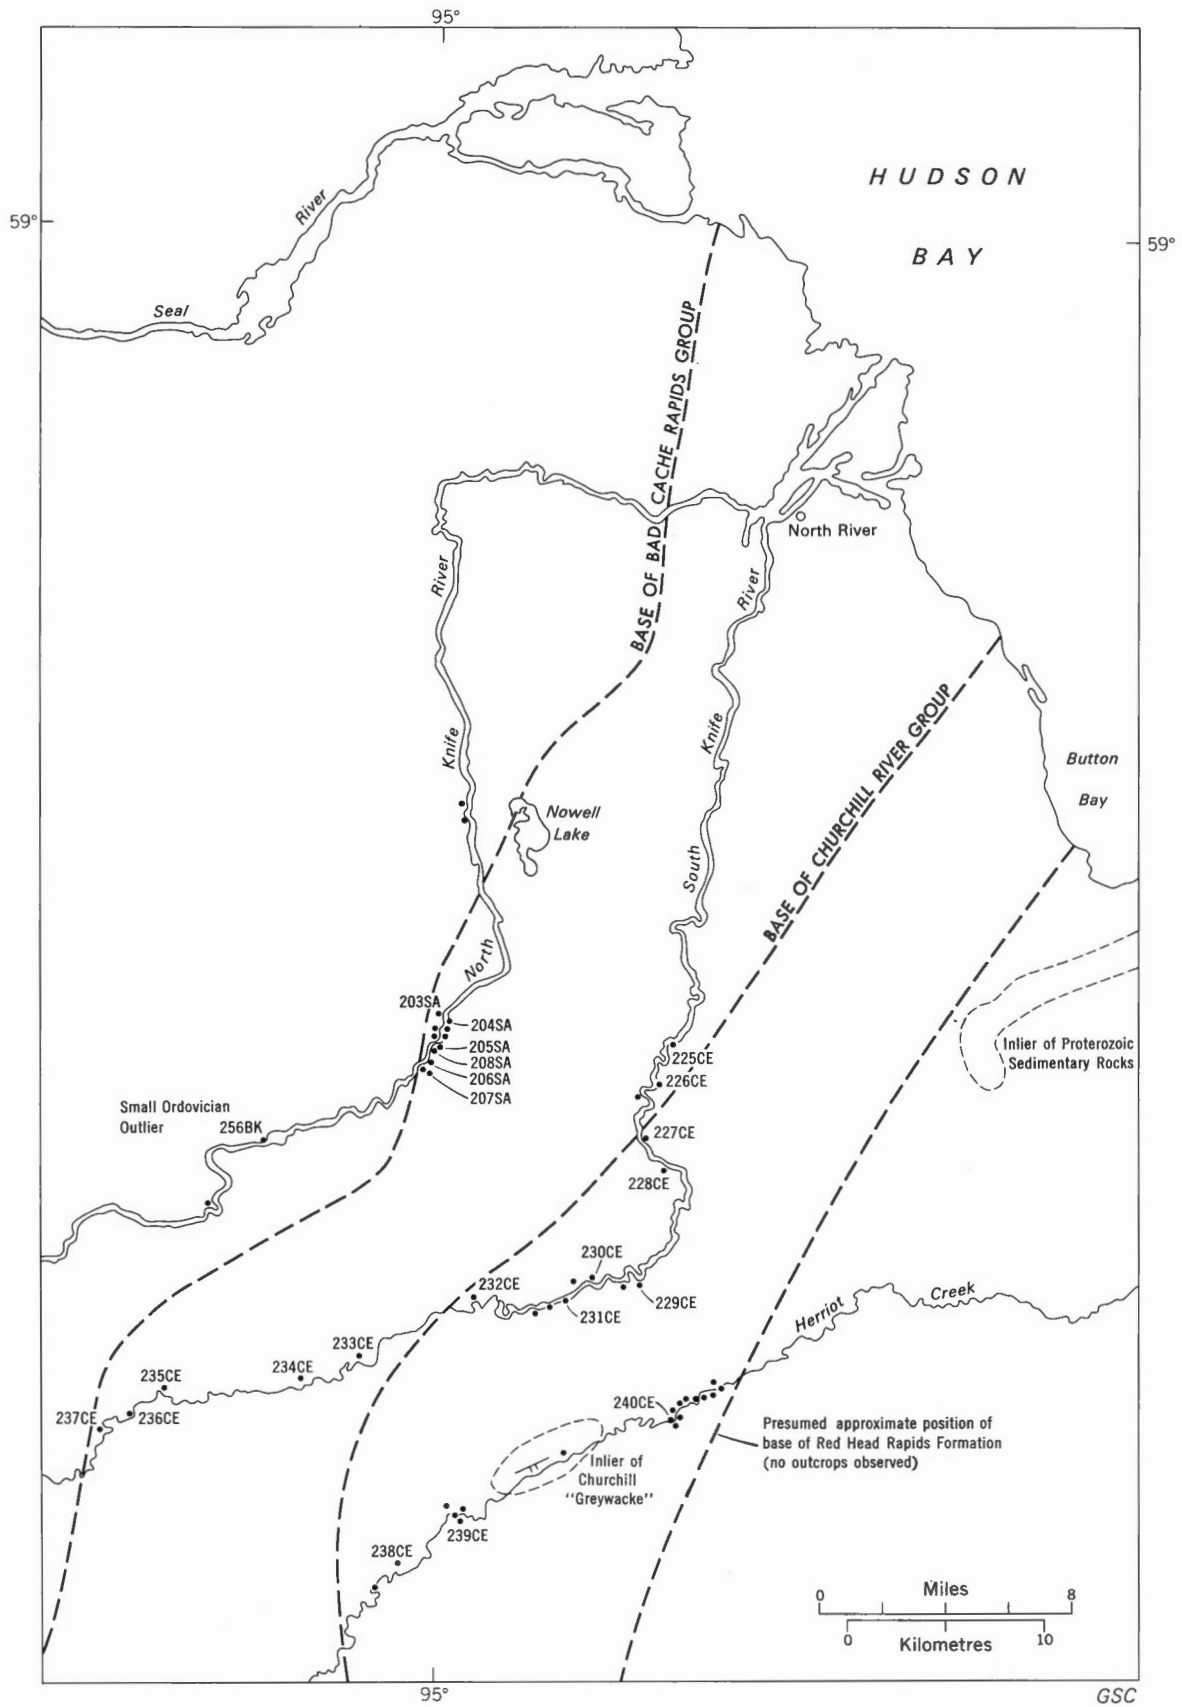 95°
HUDSON
BAY
59°
59°
River
Seal
BASE OF BAD CACHE RAPIDS GROUP
North River
River
River
Knife
Knife
BASE OF CHURCHILL RIVER GROUP
Button
Bay
Nowell
Lake
South
North
203SA
204SA
205SA
208SA
206SA
207SA
225CE
226CE
Inlier of Proterozoic
Sedimentary Rocks
Small Ordovician
Outlier
256BK
227CE
228CE
230CE
232CE
229CE
231CE
Herriot
Creek
233CE
234CE
235CE
236CE
237CE
240CE
Presumed approximate position of
base of Red Head Rapids Formation
(no outcrops observed)
Inlier of
Churchill
"Greywacke"
239CE
238CE
Miles
0
8
0
10
Kilometres
95°
GSC